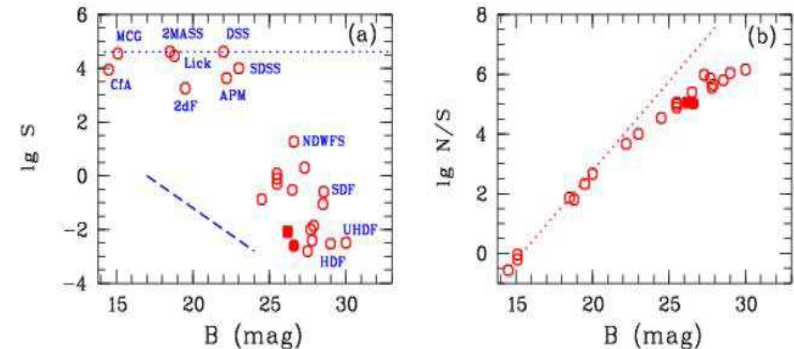 6
4
2
0
-2
-4
lg S
MCG
2MASS
DSS
(a)
CfA
Lick
SDSS
2dF
APM
NDWFS
SDF
UHDF
HDF
15 20 25 30
B (mag)
(b)
6
4
2
0
lg N/S
15 20 25 30
B (mag)